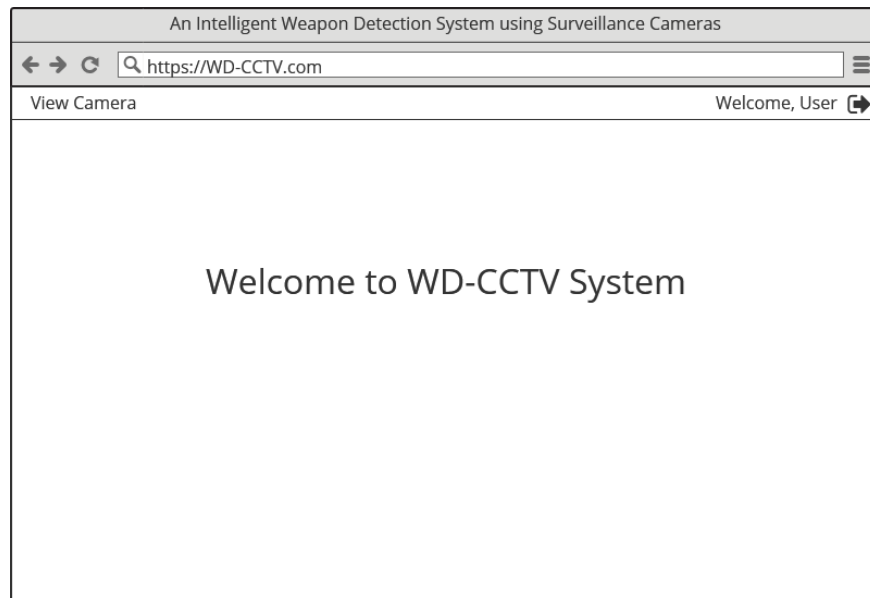 An Intelligent Weapon Detection System using Surveillance Cameras
https://WD-CCTV.com
View Camera Welcome, User
Welcome to WD-CCTV System